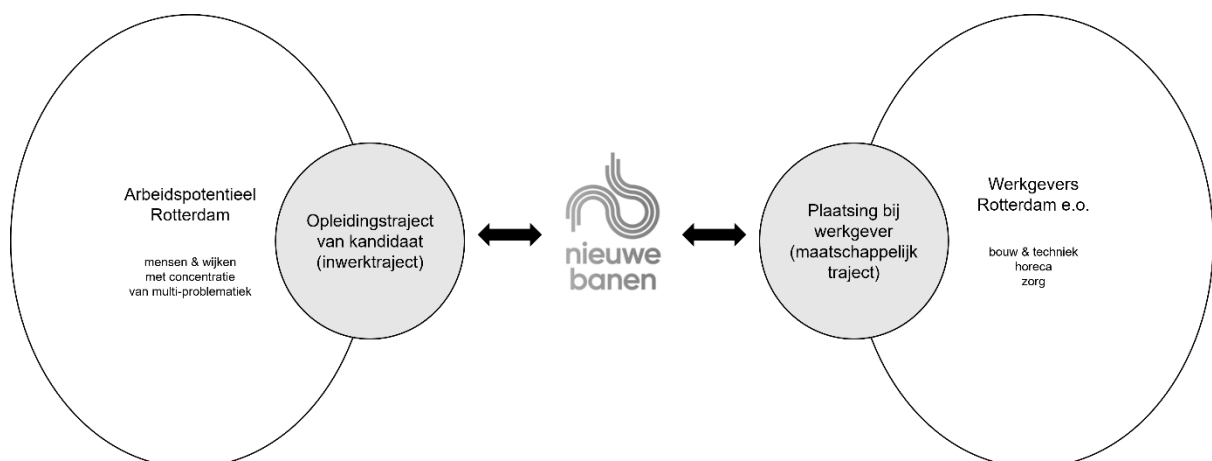 Arbeidspotentieel
Rotterdam
mensen & wijken
met concentratie
van multi-problematiek
Opleidingstraject
van kandidaat
(inwerktraject)
nieuwe
banen
Plaatsing bij
werkgever
(maatschappelijk
traject)
Werkgevers
Rotterdam e.o.
bouw & techniek
horeca
zorg